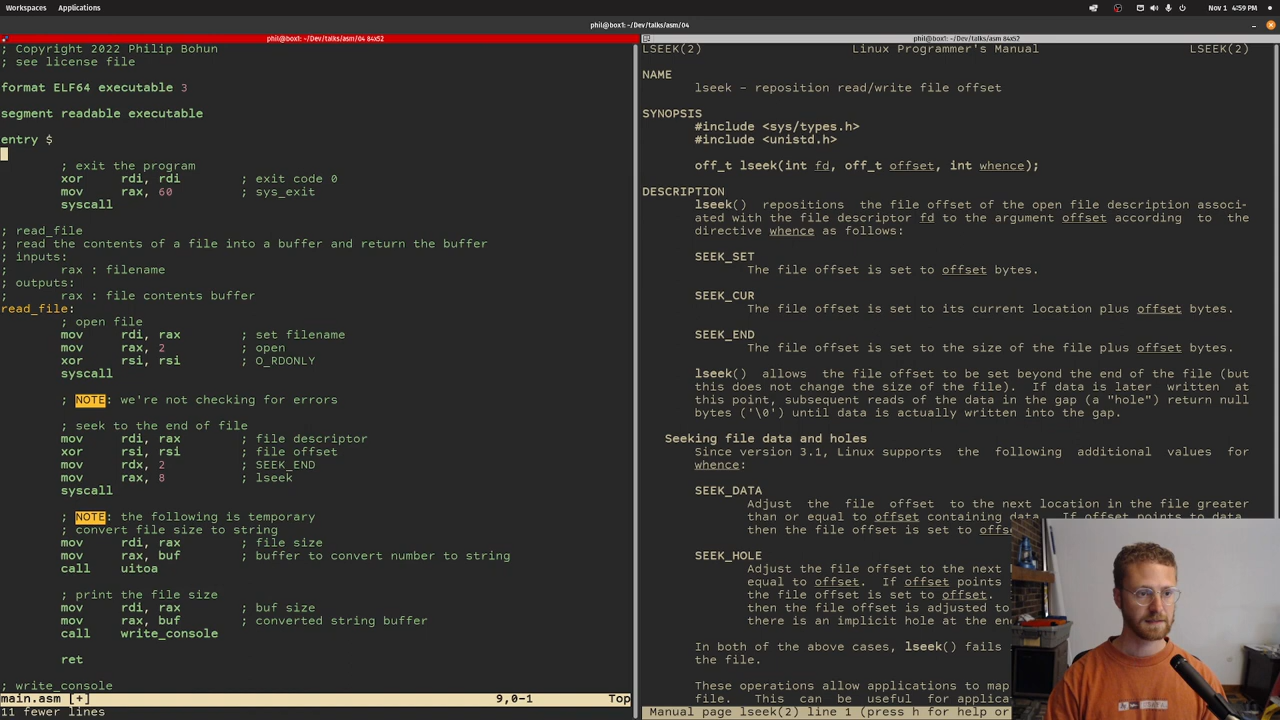 Workspaces Applications Nov 1 4:59 PM
phil@box1: ~/Dev/talks/asm/04
phil@box1: ~/Dev/talks/asm/04 84x52
; Copyright 2022 Philip Bohun
; see license file
format ELF64 executable 3
segment readable executable
entry $
; exit the program
xor rdi, rdi ; exit code 0
mov rax, 60 ; sys_exit
syscall
; read_file
; read the contents of a file into a buffer and return the buffer
; inputs:
; rax : filename
; outputs:
; rax : file contents buffer
read_file:
; open file
mov rdi, rax ; set filename
mov rax, 2 ; open
xor rsi, rsi ; O_RDONLY
syscall
; NOTE: we're not checking for errors
; seek to the end of file
mov rdi, rax ; file descriptor
xor rsi, rsi ; file offset
mov rdx, 2 ; SEEK_END
mov rax, 8 ; lseek
syscall
; NOTE: the following is temporary
; convert file size to string
mov rdi, rax ; file size
mov rax, buf ; buffer to convert number to string
call uitoa
; print the file size
mov rdi, rax ; buf size
mov rax, buf ; converted string buffer
call write_console
ret
; write_console
main.asm [+] 9,0-1 Top
11 fewer lines
phil@box1: ~/Dev/talks/asm 84x52
LSEEK(2) Linux Programmer's Manual LSEEK(2)
NAME
lseek - reposition read/write file offset
SYNOPSIS
#include <sys/types.h>
#include <unistd.h>
off_t lseek(int fd, off_t offset, int whence);
DESCRIPTION
lseek() repositions the file offset of the open file description associ-
ated with the file descriptor fd to the argument offset according to the
directive whence as follows:
SEEK_SET
The file offset is set to offset bytes.
SEEK_CUR
The file offset is set to its current location plus offset bytes.
SEEK_END
The file offset is set to the size of the file plus offset bytes.
lseek() allows the file offset to be set beyond the end of the file (but
this does not change the size of the file). If data is later written at
this point, subsequent reads of the data in the gap (a "hole") return null
bytes ('\0') until data is actually written into the gap.
Seeking file data and holes
Since version 3.1, Linux supports the following additional values for
whence:
SEEK_DATA
Adjust the file offset to the next location in the file greater
than or equal to offset containing data. If offset points to data,
then the file offset is set to
SEEK_HOLE
Adjust the file offset to the next
equal to offset. If offset points
the file offset is set to offset.
then the file offset is adjusted to
there is an implicit hole at the end
In both of the above cases, lseek() fails
the file.
These operations allow applications to map
file. This can be useful for
Manual page lseek(2) line 1 (press h for help or